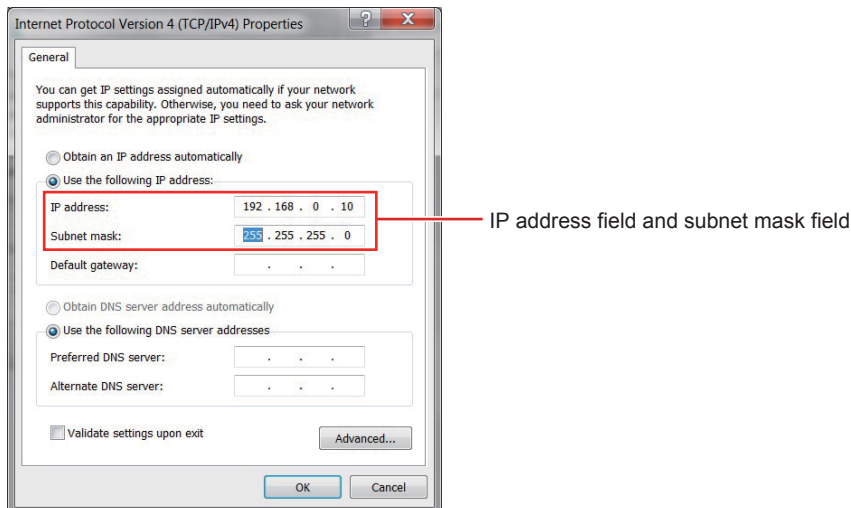 Internet Protocol Version 4 (TCP/IPv4) Properties
General
You can get IP settings assigned automatically if your network
supports this capability. Otherwise, you need to ask your network
administrator for the appropriate IP settings.
Obtain an IP address automatically
Use the following IP address:
IP address: 192 . 168 . 0 . 10
IP address field and subnet mask field
Subnet mask: 255 . 255 . 255 . 0
Default gateway: . . .
Obtain DNS server address automatically
Use the following DNS server addresses
Preferred DNS server: . . .
Alternate DNS server: . . .
Validate settings upon exit
Advanced...
OK Cancel